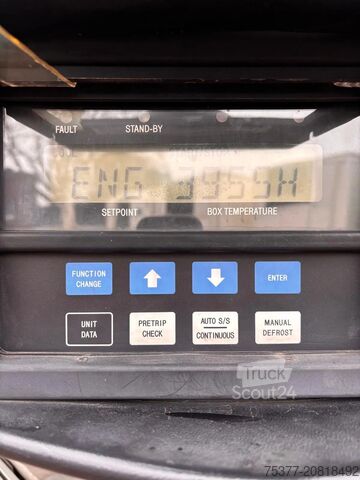 FAULT STAND-BY
COOL
ENG 3955H
SETPOINT BOX TEMPERATURE
FUNCTION
CHANGE
ENTER
UNIT
DATA
PRETRIP
CHECK
AUTO S/S
CONTINUOUS
MANUAL
DEFROST
Truck
Scout24
75377-20818492